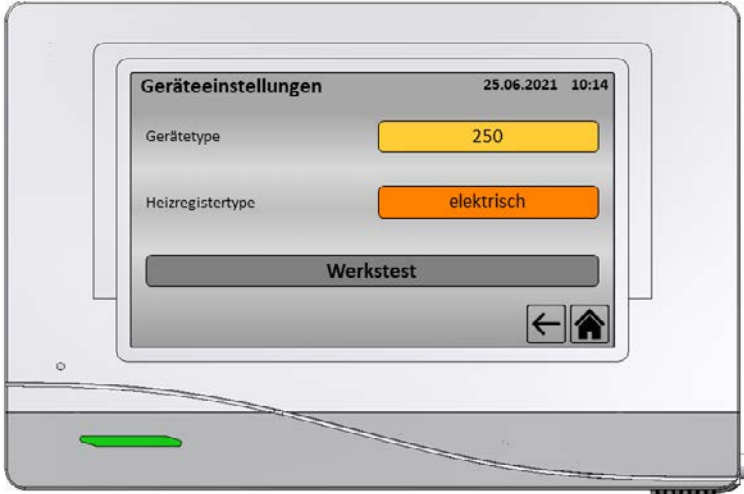 Geräteeinstellungen 25.06.2021 10:14
Gerätetype 250
Heizregistertype elektrisch
Werkstest